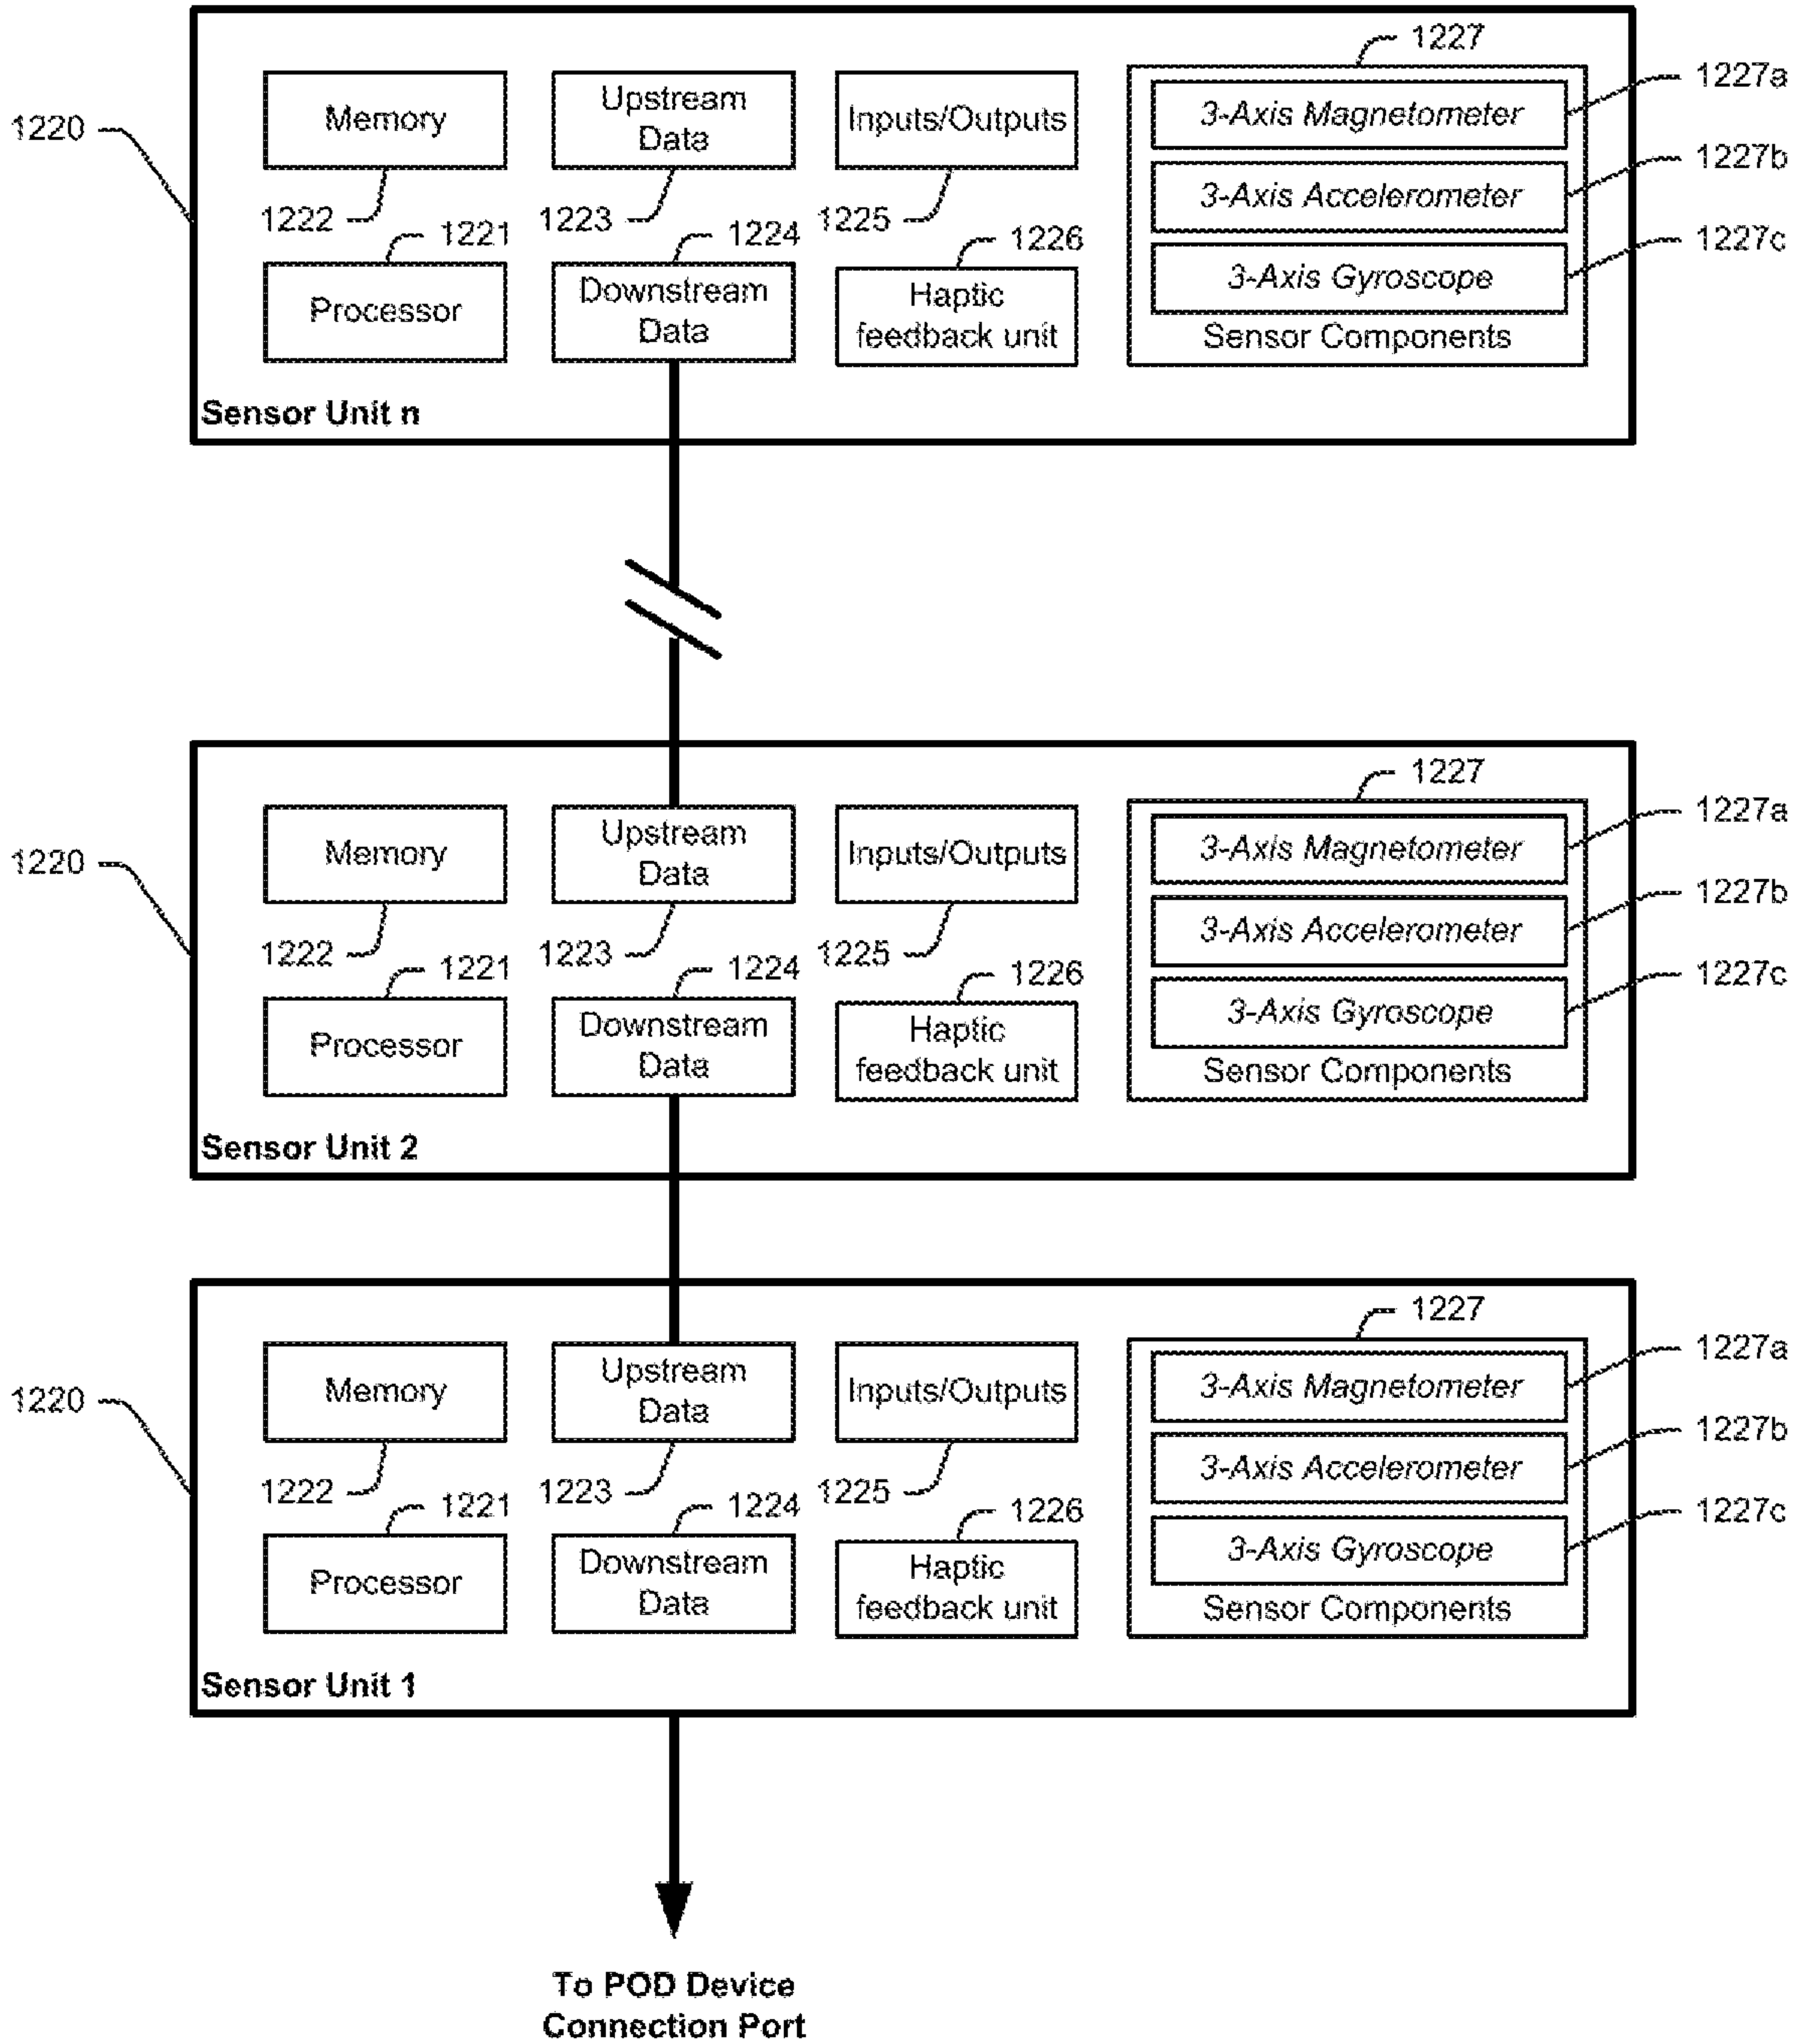 1227
1227a
3-Axis Magnetometer
Upstream
Data
Memory
Inputs/Outputs
1220
1227b
3-Axis Accelerometer
1222
1223
1225
1221
1224
1226
1227c
3-Axis Gyroscope
Downstream
Data
Haptic
feedback unit
Processor
Sensor Components
Sensor Unit n
1227
1227a
3-Axis Magnetometer
Upstream
Data
Memory
Inputs/Outputs
1220
1227b
3-Axis Accelerometer
1222
1223
1225
1221
1224
1226
1227c
3-Axis Gyroscope
Downstream
Data
Haptic
feedback unit
Processor
Sensor Components
Sensor Unit 2
1227
1227a
3-Axis Magnetometer
Upstream
Data
Memory
Inputs/Outputs
1220
1227b
3-Axis Accelerometer
1222
1223
1225
1221
1224
1226
1227c
3-Axis Gyroscope
Downstream
Data
Haptic
feedback unit
Processor
Sensor Components
Sensor Unit 1
To POD Device
Connection Port